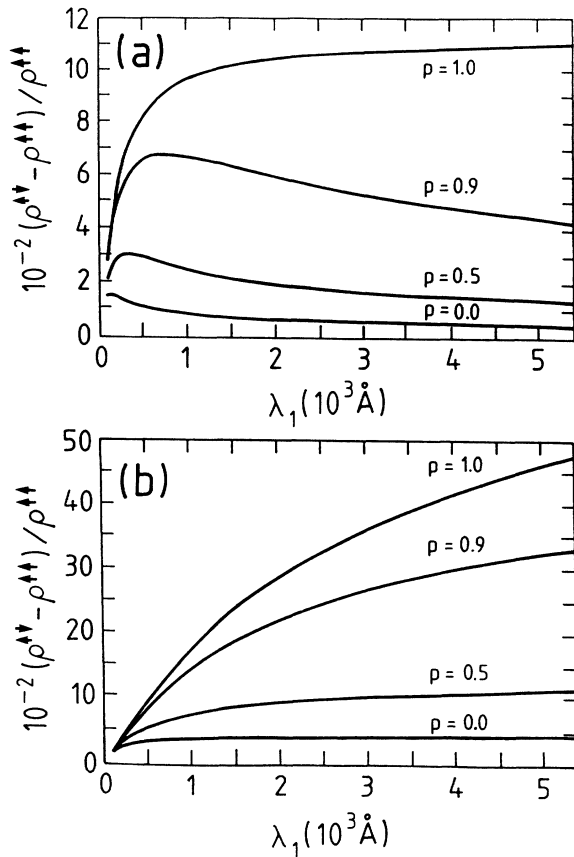 12
10
8
6
4
2
0
(a)
p = 1.0
p = 0.9
p = 0.5
p = 0.0
10⁻² (ρ↑↓ − ρ↑↑) / ρ↑↑
0 1 2 3 4 5
λ₁ (10³ Å)
50
40
30
20
10
0
(b)
p = 1.0
p = 0.9
p = 0.5
p = 0.0
10⁻² (ρ↑↓ − ρ↑↑) / ρ↑↑
0 1 2 3 4 5
λ₁ (10³ Å)